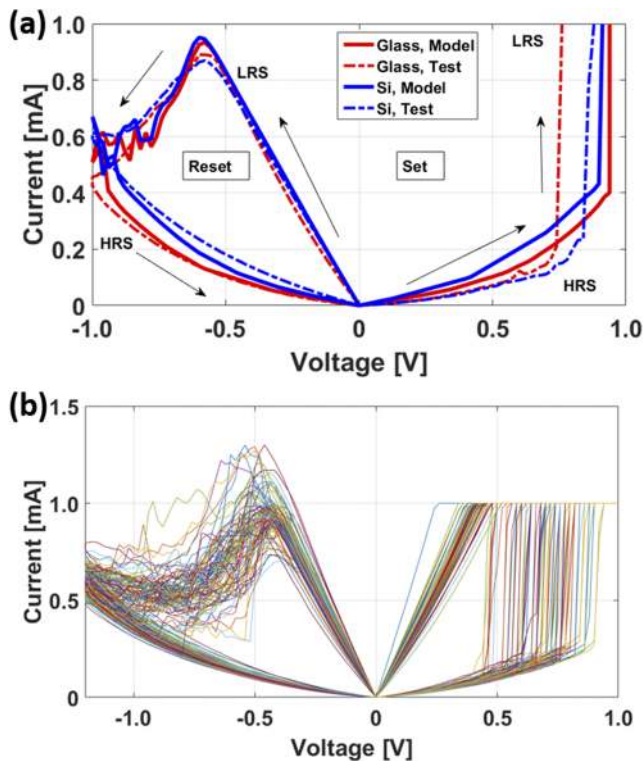 (a)
1.0
0.8
0.6
0.4
0.2
0
Current [mA]
LRS
Glass, Model
Glass, Test
Si, Model
Si, Test
LRS
Reset
Set
HRS
HRS
-1.0
-0.5
0
0.5
1.0
Voltage [V]
(b)
1.5
1.0
0.5
0
Current [mA]
-1.0
-0.5
0
0.5
1.0
Voltage [V]